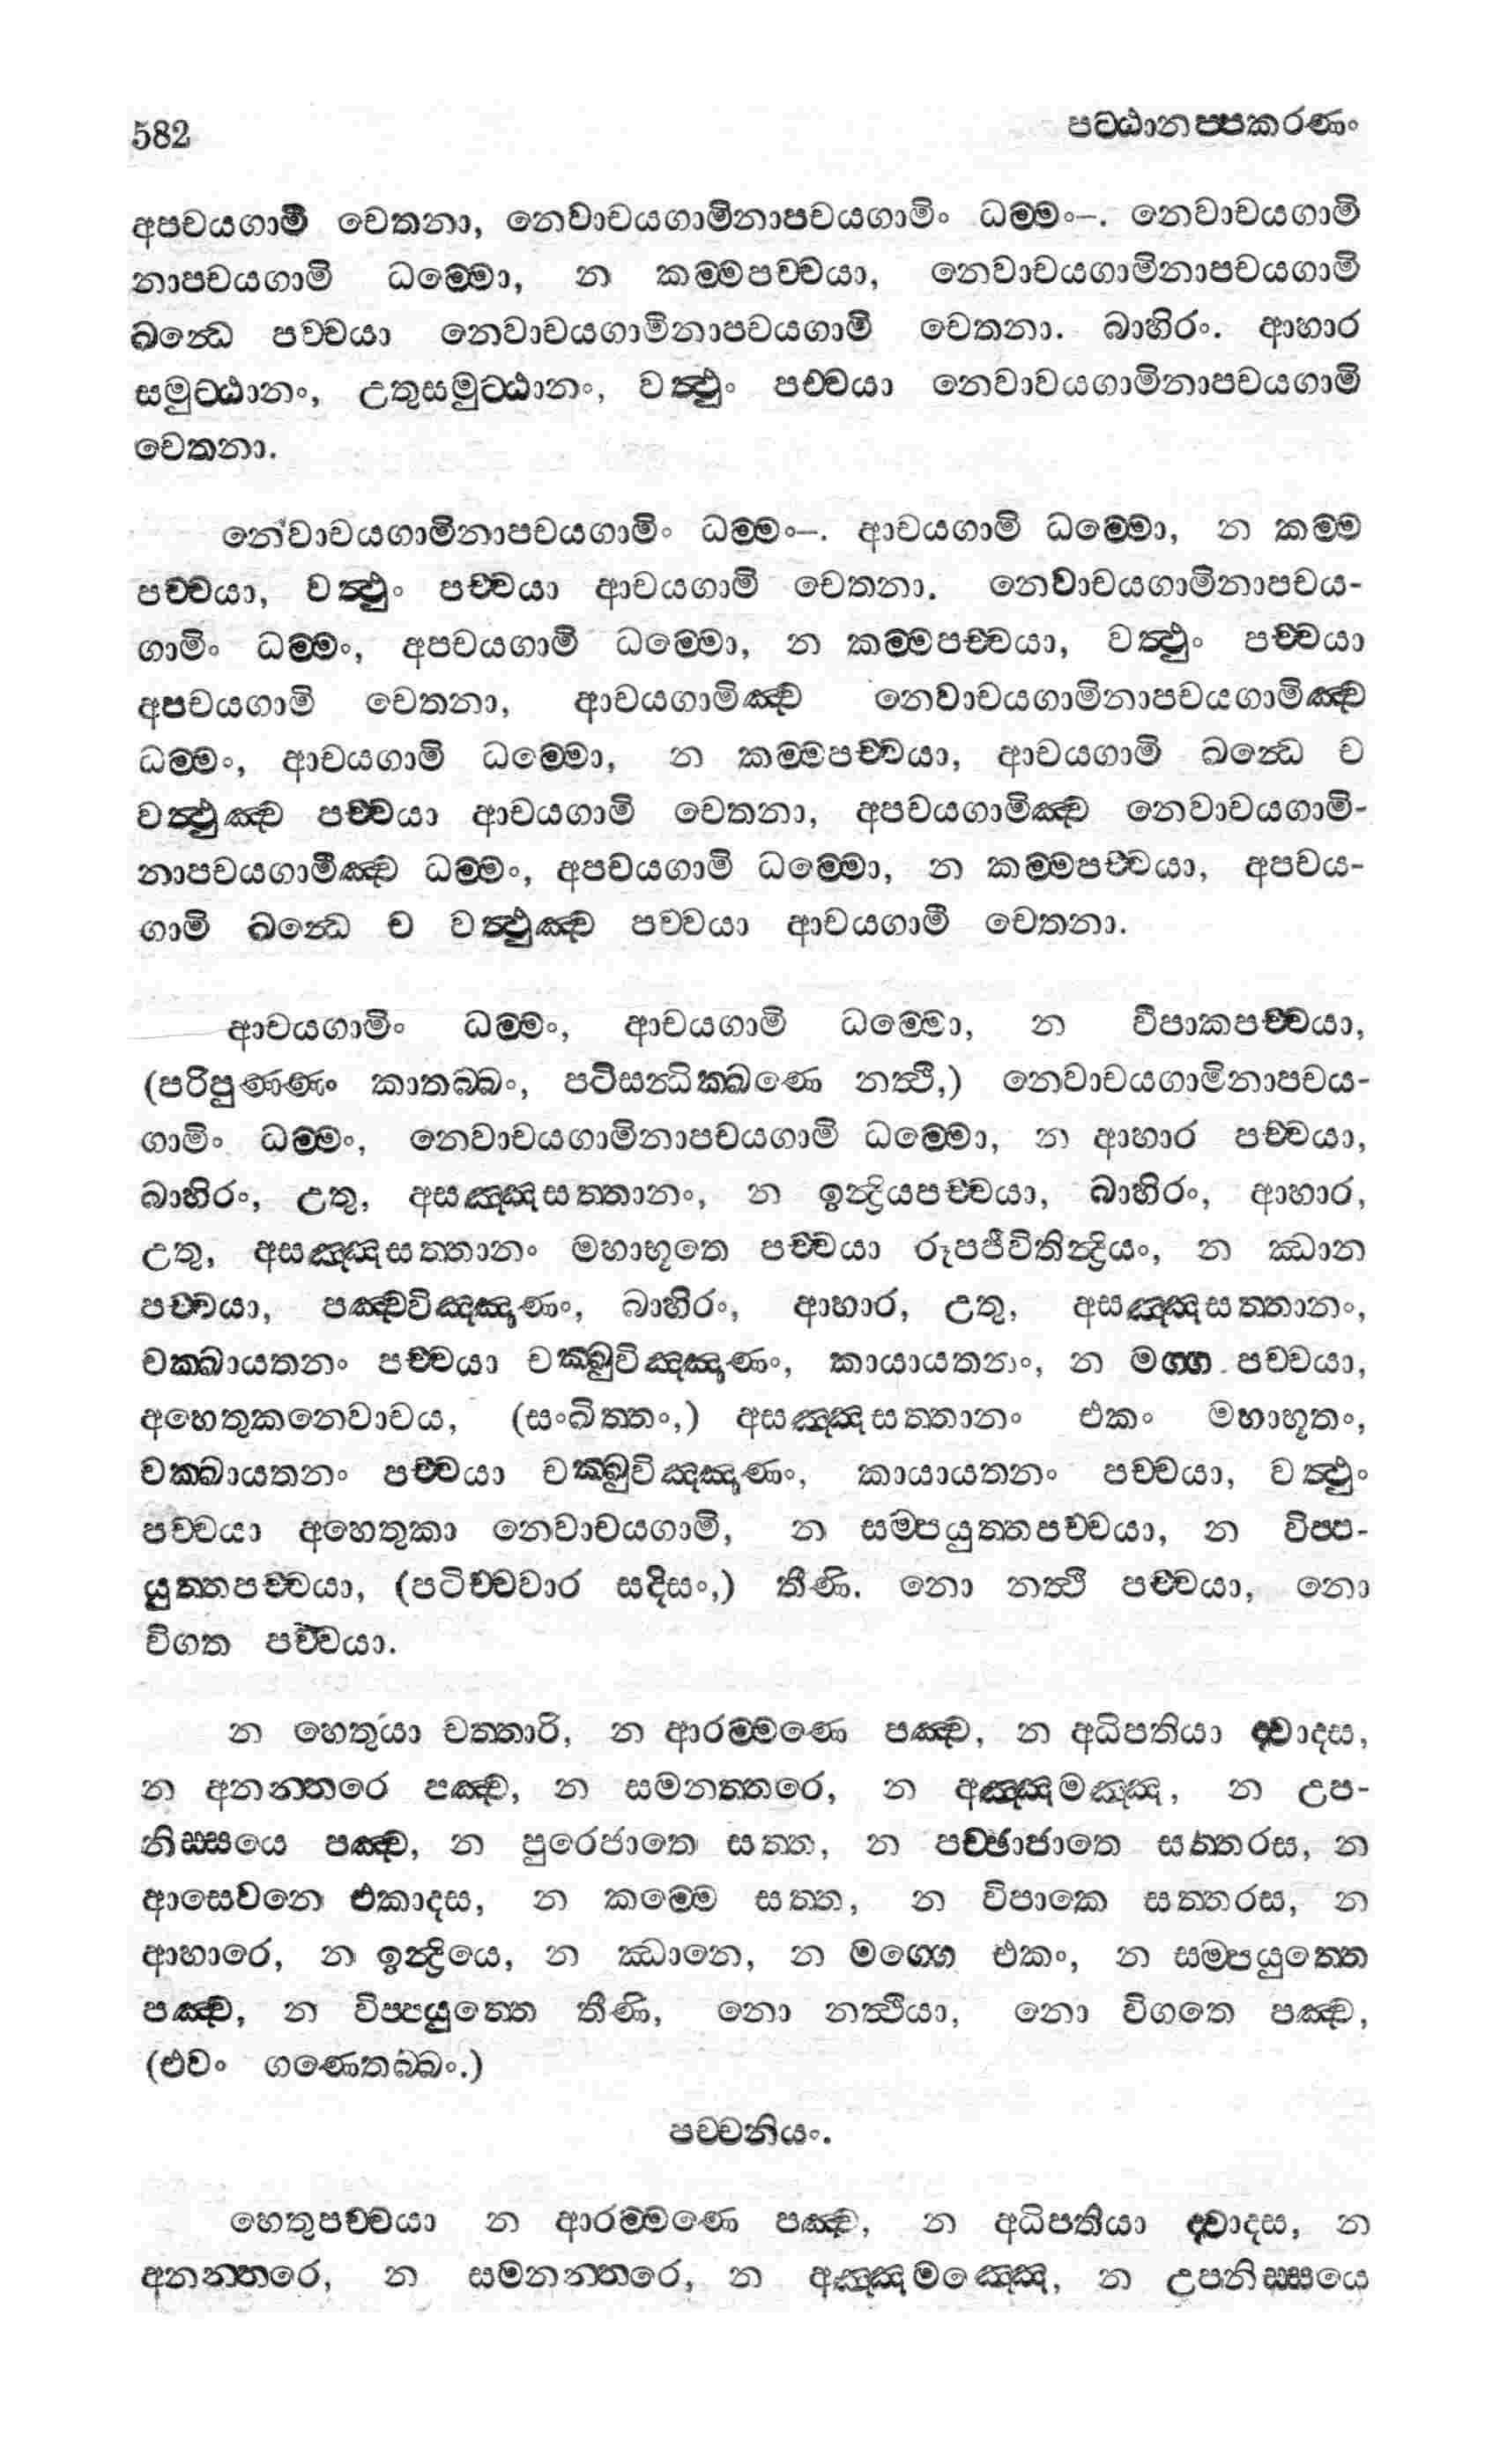 582 පට්ඨානප්පකරණං
අපචයගාමී චෙතනා, නෙවාචයගාමිනාපචයගාමිං ධම්මං–. නෙවාචයගාමි
නාපචයගාමි ධම්මො, න කම්මපච්චයා, නෙවාචයගාමිනාපචයගාමි
ඛන්ධෙ පච්චයා නෙවාචයගාමිනාපචයගාමී චෙතනා. බාහිරං. ආහාර
සමුට්ඨානං, උතුසමුට්ඨානං, වත්ථුං පච්චයා නෙවාචයගාමිනාපචයගාමි
චෙතනා.
නේවාචයගාමිනාපචයගාමිං ධම්මං–. ආචයගාමි ධම්මො, න කම්ම
පච්චයා, වත්ථුං පච්චයා ආචයගාමි චෙතනා. නෙවාචයගාමිනාපචය-
ගාමිං ධම්මං, අපචයගාමි ධම්මො, න කම්මපච්චයා, වත්ථුං පච්චයා
අපචයගාමි චෙතනා, ආචයගාමිඤ්ච නෙවාචයගාමිනාපචයගාමිඤ්ච
ධම්මං, ආචයගාමි ධම්මො, න කම්මපච්චයා, ආචයගාමි ඛන්ධෙ ච
වත්ථුඤ්ච පච්චයා ආචයගාමි චෙතනා, අපචයගාමිඤ්ච නෙවාචයගාමි-
නාපචයගාමීඤ්ච ධම්මං, අපචයගාමි ධම්මො, න කම්මපච්චයා, අපචය-
ගාමි ඛන්ධෙ ච වත්ථුඤ්ච පච්චයා ආචයගාමී චෙතනා.
ආචයගාමිං ධම්මං, ආචයගාමි ධම්මො, න විපාකපච්චයා,
(පරිපුණ්ණං කාතබ්බං, පටිසන්ධික්ඛණෙ නත්ථි,) නෙවාචයගාමිනාපචය-
ගාමිං ධම්මං, නෙවාචයගාමිනාපචයගාමි ධම්මො, න ආහාර පච්චයා,
බාහිරං, උතු, අසඤ්ඤසත්තානං, න ඉන්ද්‍රියපච්චයා, බාහිරං, ආහාර,
උතු, අසඤ්ඤසත්තානං මහාභූතෙ පච්චයා රූපජීවිතින්ද්‍රියං, න ඣාන
පච්චයා, පඤ්චවිඤ්ඤාණං, බාහිරං, ආහාර, උතු, අසඤ්ඤසත්තානං,
චක්ඛායතනං පච්චයා චක්ඛුවිඤ්ඤාණං, කායායතනං, න මග්ග පච්චයා,
අහෙතුකනෙවාචය, (සංඛිත්තං,) අසඤ්ඤසත්තානං එකං මහාභූතං,
චක්ඛායතනං පච්චයා චක්ඛුවිඤ්ඤාණං, කායායතනං පච්චයා, වත්ථුං
පච්චයා අහෙතුකා නෙවාචයගාමි, න සම්පයුත්තපච්චයා, න විප්ප-
යුත්තපච්චයා, (පටිච්චවාර සදිසං,) තීණි. නො නත්ථි පච්චයා, නො
විගත පච්චයා.
න හෙතුයා චත්තාරි, න ආරම්මණෙ පඤ්ච, න අධිපතියා ද්වාදස,
න අනන්තරෙ පඤ්ච, න සමනන්තරෙ, න අඤ්ඤමඤ්ඤ, න උප-
නිස්සයෙ පඤ්ච, න පුරෙජාතෙ සත්ත, න පච්ඡාජාතෙ සත්තරස, න
ආසෙවනෙ එකාදස, න කම්මෙ සත්ත, න විපාකෙ සත්තරස, න
ආහාරෙ, න ඉන්ද්‍රියෙ, න ඣානෙ, න මග්ගෙ එකං, න සම්පයුත්තෙ
පඤ්ච, න විප්පයුත්තෙ තීණි, නො නත්ථියා, නො විගතෙ පඤ්ච,
(එවං ගණෙතබ්බං.)
පච්චනියං.
හෙතුපච්චයා න ආරම්මණෙ පඤ්ච, න අධිපතියා ද්වාදස, න
අනන්තරෙ, න සමනන්තරෙ, න අඤ්ඤමඤ්ඤෙ, න උපනිස්සයෙ